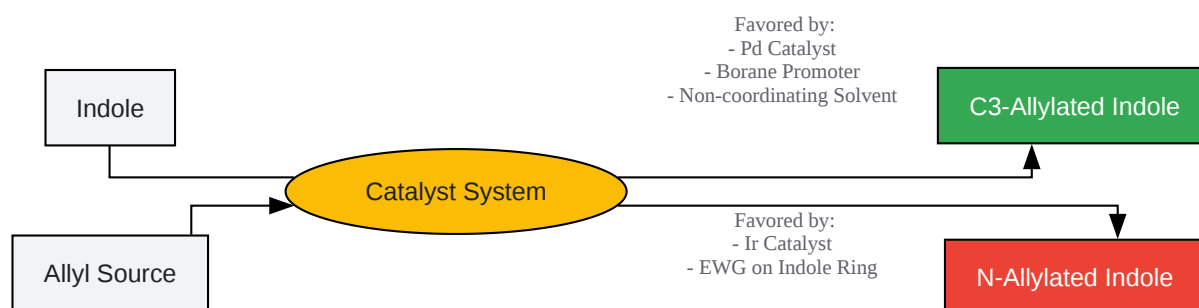 Favored by:
- Pd Catalyst
- Borane Promoter
- Non-coordinating Solvent
Indole
C3-Allylated Indole
Catalyst System
Favored by:
- Ir Catalyst
- EWG on Indole Ring
Allyl Source
N-Allylated Indole